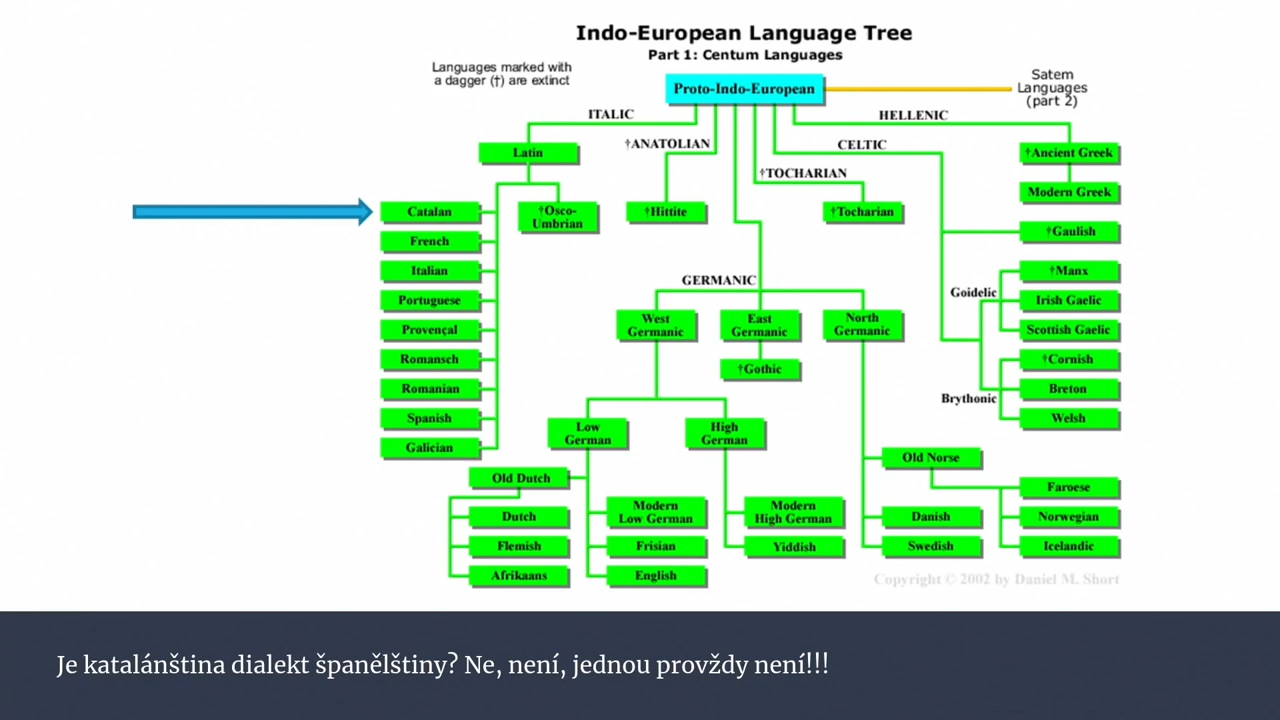 Indo-European Language Tree
Part 1: Centum Languages
Languages marked with
a dagger (†) are extinct
Proto-Indo-European
Satem
Languages
(part 2)
ITALIC
HELLENIC
†ANATOLIAN
CELTIC
†TOCHARIAN
Latin
†Ancient Greek
Modern Greek
Catalan
†Osco-
Umbrian
†Hittite
†Tocharian
†Gaulish
French
Italian
Portuguese
Provençal
Romansch
Romanian
Spanish
Galician
GERMANIC
West
Germanic
East
Germanic
North
Germanic
†Gothic
Goidelic
†Manx
Irish Gaelic
Scottish Gaelic
Brythonic
†Cornish
Breton
Welsh
Low
German
High
German
Old Norse
Old Dutch
Dutch
Flemish
Afrikaans
Modern
Low German
Frisian
English
Modern
High German
Yiddish
Danish
Swedish
Faroese
Norwegian
Icelandic
Copyright © 2002 by Daniel M. Short
Je katalánština dialekt španělštiny? Ne, není, jednou provždy není!!!